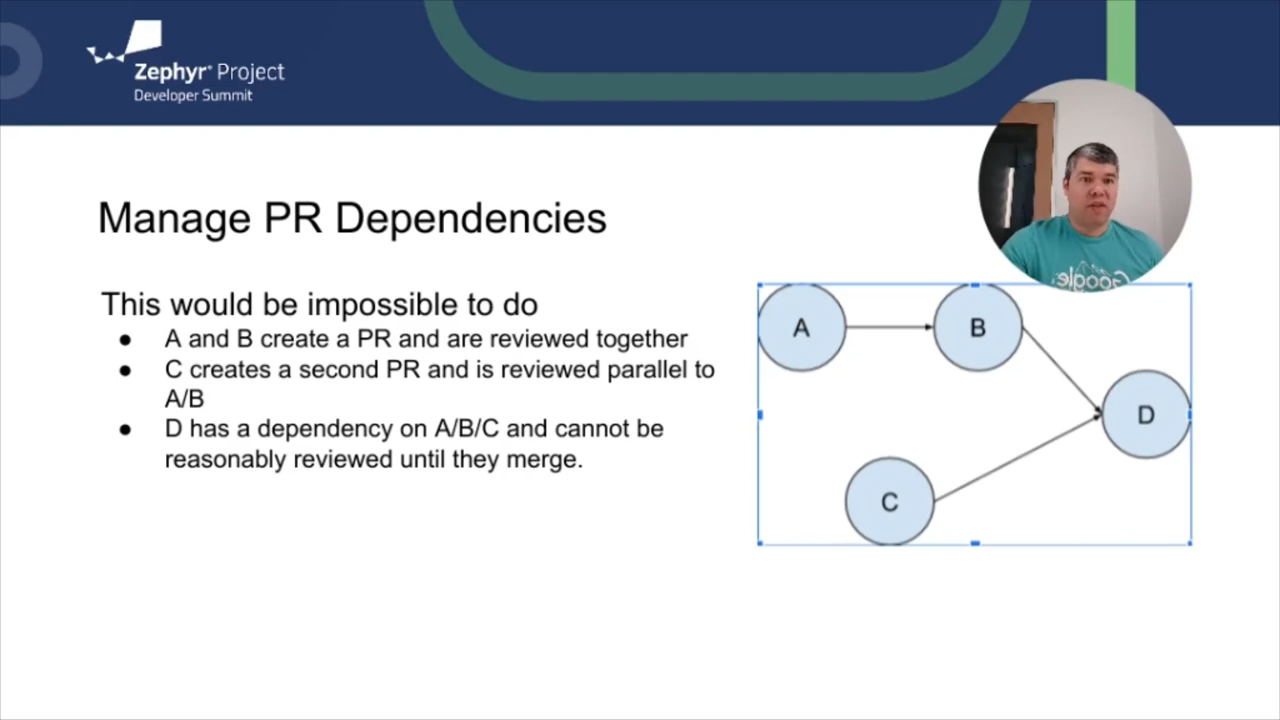 Zephyr® Project
Developer Summit
Manage PR Dependencies
This would be impossible to do
● A and B create a PR and are reviewed together
● C creates a second PR and is reviewed parallel to
A/B
● D has a dependency on A/B/C and cannot be
reasonably reviewed until they merge.
Google
A
B
D
C